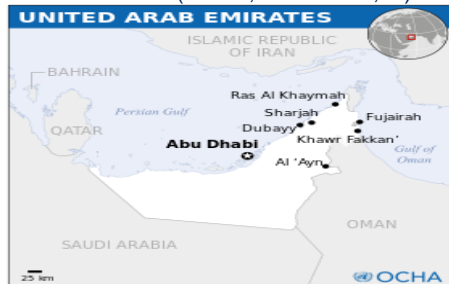 UNITED ARAB EMIRATES
ISLAMIC REPUBLIC
OF IRAN
BAHRAIN
Ras Al Khaymah
Persian Gulf
Sharjah
Fujairah
QATAR
Dubayy
Khawr Fakkan'
Abu Dhabi
Gulf of
Oman
Al 'Ayn
OMAN
SAUDI ARABIA
25 km
OCHA